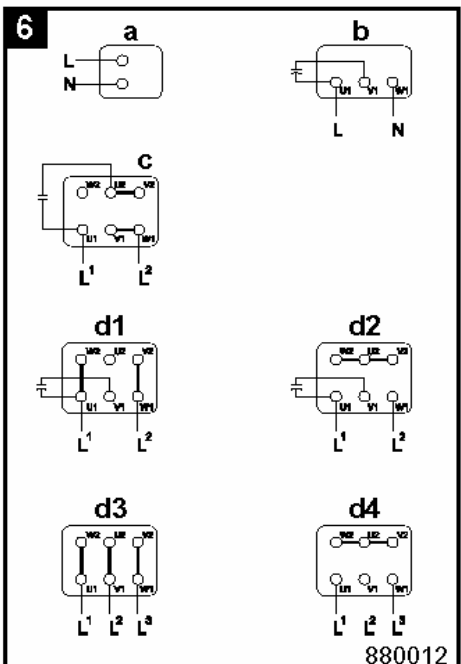 6
a
L
N
b
U1 V1 W1
L N
c
W2 U2 V2
U1 V1 W1
L1 L2
d1
W2 U2 V2
U1 V1 W1
L1 L2
d2
W2 U2 V2
U1 V1 W1
L1 L2
d3
W2 U2 V2
U1 V1 W1
L1 L2 L3
d4
W2 U2 V2
U1 V1 W1
L1 L2 L3
880012